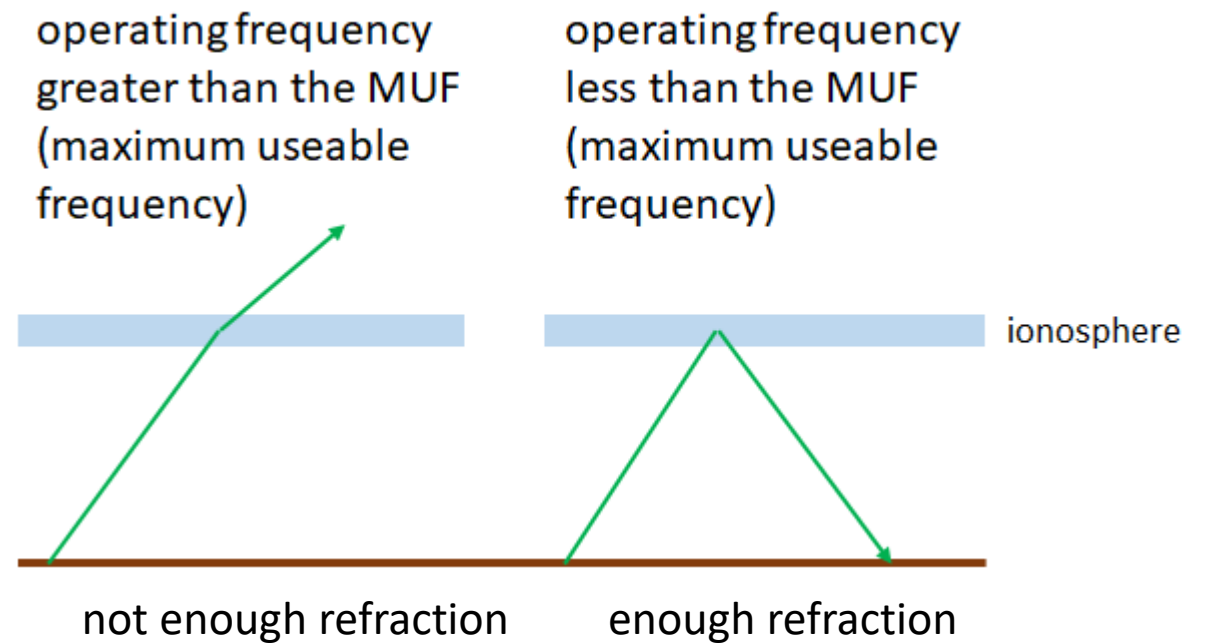 operating frequency
greater than the MUF
(maximum useable
frequency)
operating frequency
less than the MUF
(maximum useable
frequency)
ionosphere
not enough refraction
enough refraction